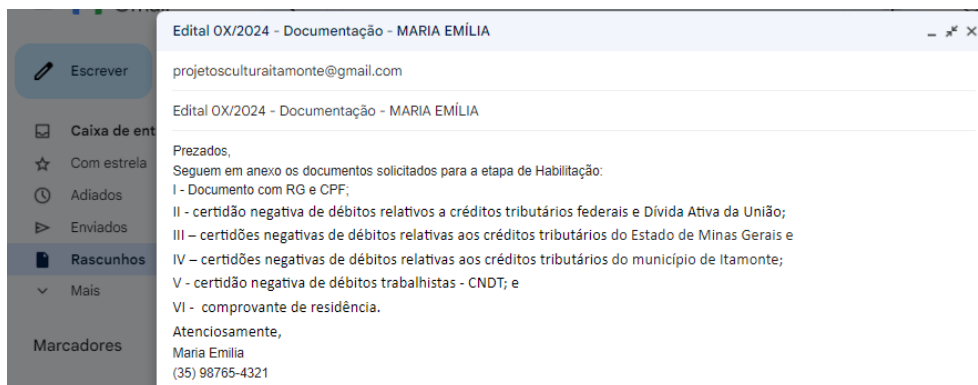 Edital 0X/2024 - Documentação - MARIA EMÍLIA
Escrever
projetosculturaitamonte@gmail.com
Edital 0X/2024 - Documentação - MARIA EMÍLIA
Caixa de ent
Com estrela
Adiados
Enviados
Rascunhos
Mais
Marcadores
Prezados,
Seguem em anexo os documentos solicitados para a etapa de Habilitação:
I - Documento com RG e CPF;
II - certidão negativa de débitos relativos a créditos tributários federais e Dívida Ativa da União;
III – certidões negativas de débitos relativas aos créditos tributários do Estado de Minas Gerais e
IV – certidões negativas de débitos relativas aos créditos tributários do município de Itamonte;
V - certidão negativa de débitos trabalhistas - CNDT; e
VI - comprovante de residência.
Atenciosamente,
Maria Emilia
(35) 98765-4321